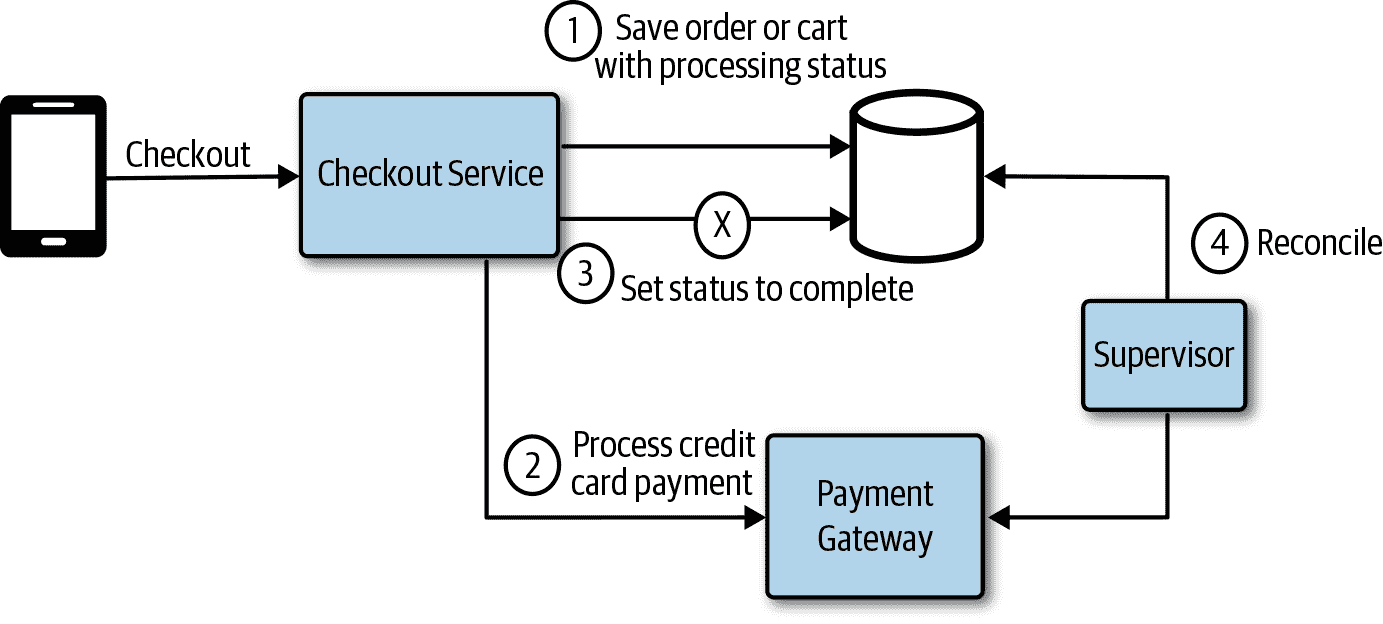 1
Save order or cart
with processing status
Checkout
Checkout Service
X
3
Set status to complete
4
Reconcile
Supervisor
2
Process credit
card payment
Payment
Gateway